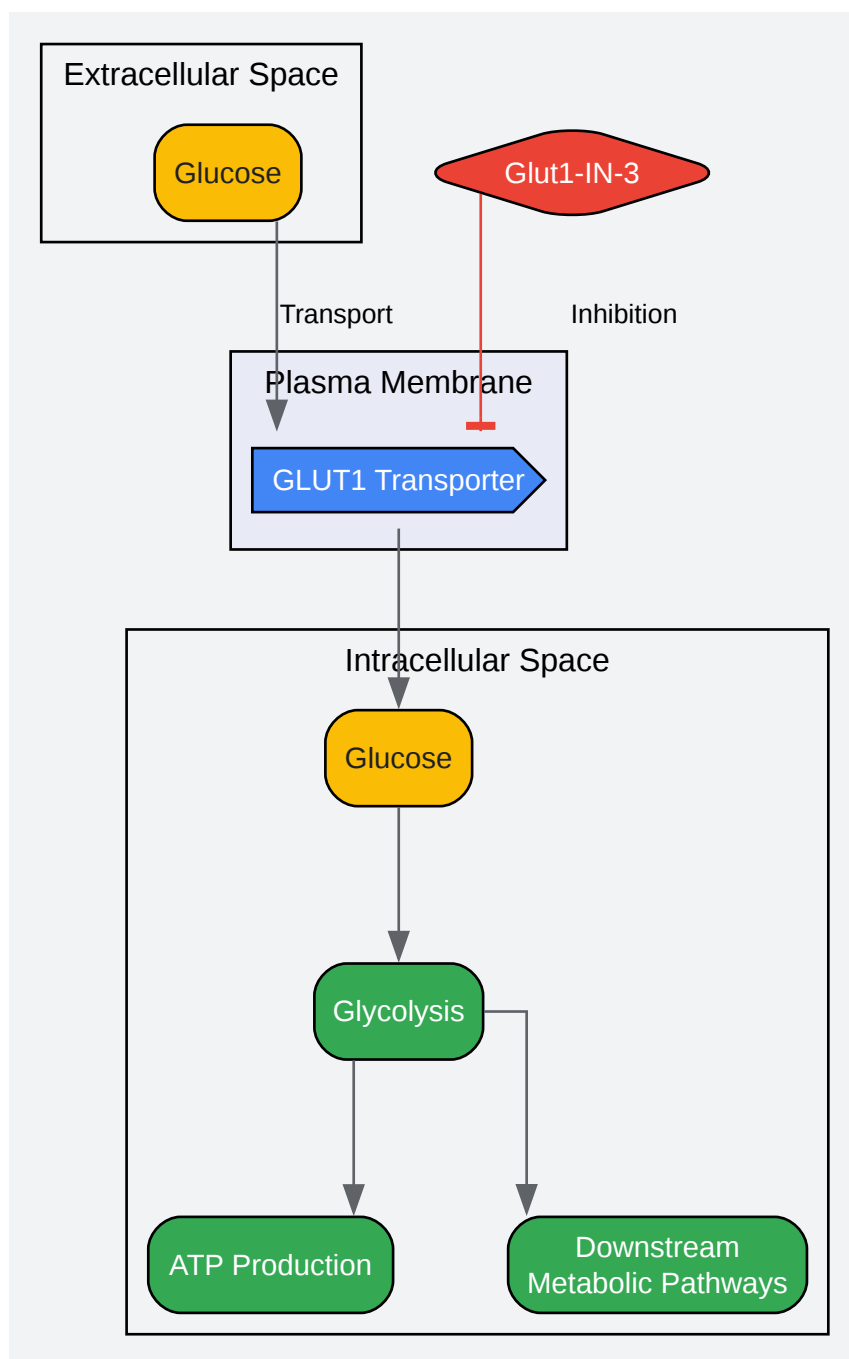 Extracellular Space
Glucose
Glut1-IN-3
Transport
Inhibition
Plasma Membrane
GLUT1 Transporter
Intracellular Space
Glucose
Glycolysis
ATP Production
Downstream
Metabolic Pathways